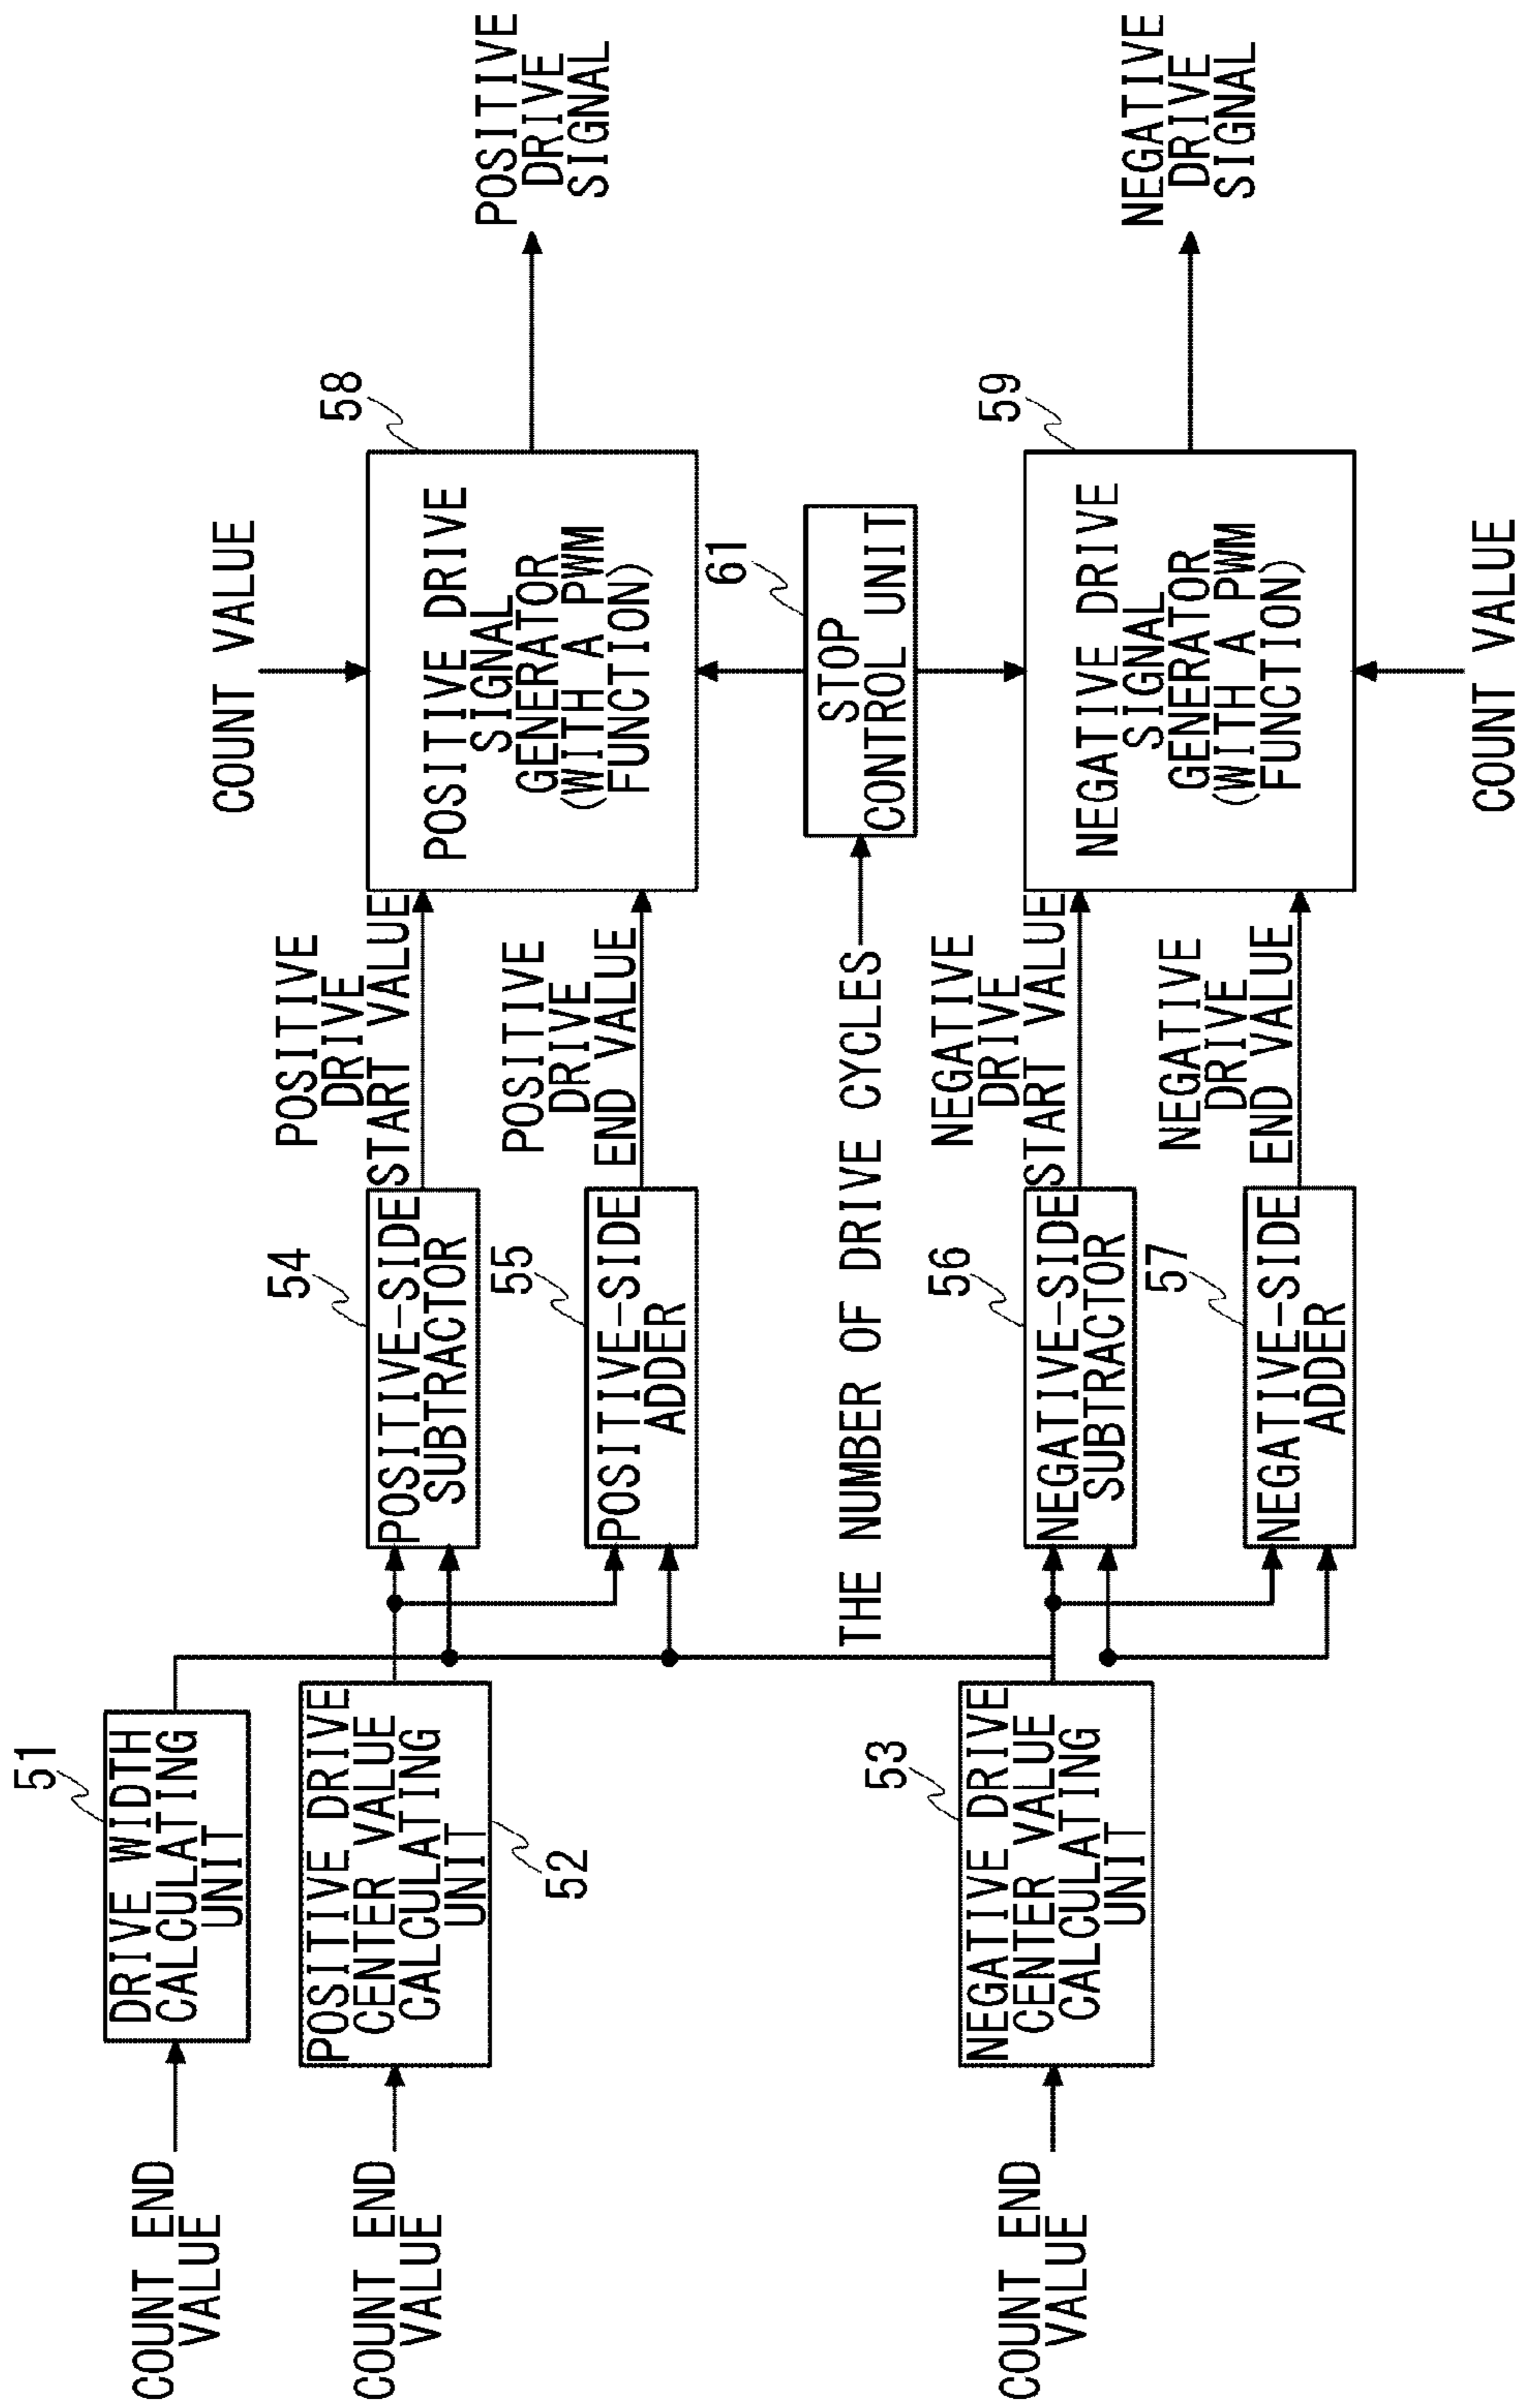 COUNT END
VALUE
51
DRIVE WIDTH
CALCULATING
UNIT
COUNT END
VALUE
POSITIVE DRIVE
CENTER VALUE
CALCULATING
UNIT
52
COUNT END
VALUE
53
NEGATIVE DRIVE
CENTER VALUE
CALCULATING
UNIT
54
POSITIVE-SIDE
SUBTRACTOR
55
POSITIVE-SIDE
ADDER
THE NUMBER OF DRIVE CYCLES
56
NEGATIVE-SIDE
SUBTRACTOR
57
NEGATIVE-SIDE
ADDER
POSITIVE
DRIVE
START VALUE
POSITIVE
DRIVE
END VALUE
NEGATIVE
DRIVE
START VALUE
NEGATIVE
DRIVE
END VALUE
COUNT VALUE
58
POSITIVE DRIVE
SIGNAL
GENERATOR
(WITH A PWM
FUNCTION)
61
STOP
CONTROL UNIT
59
NEGATIVE DRIVE
SIGNAL
GENERATOR
(WITH A PWM
FUNCTION)
COUNT VALUE
POSITIVE
DRIVE
SIGNAL
NEGATIVE
DRIVE
SIGNAL